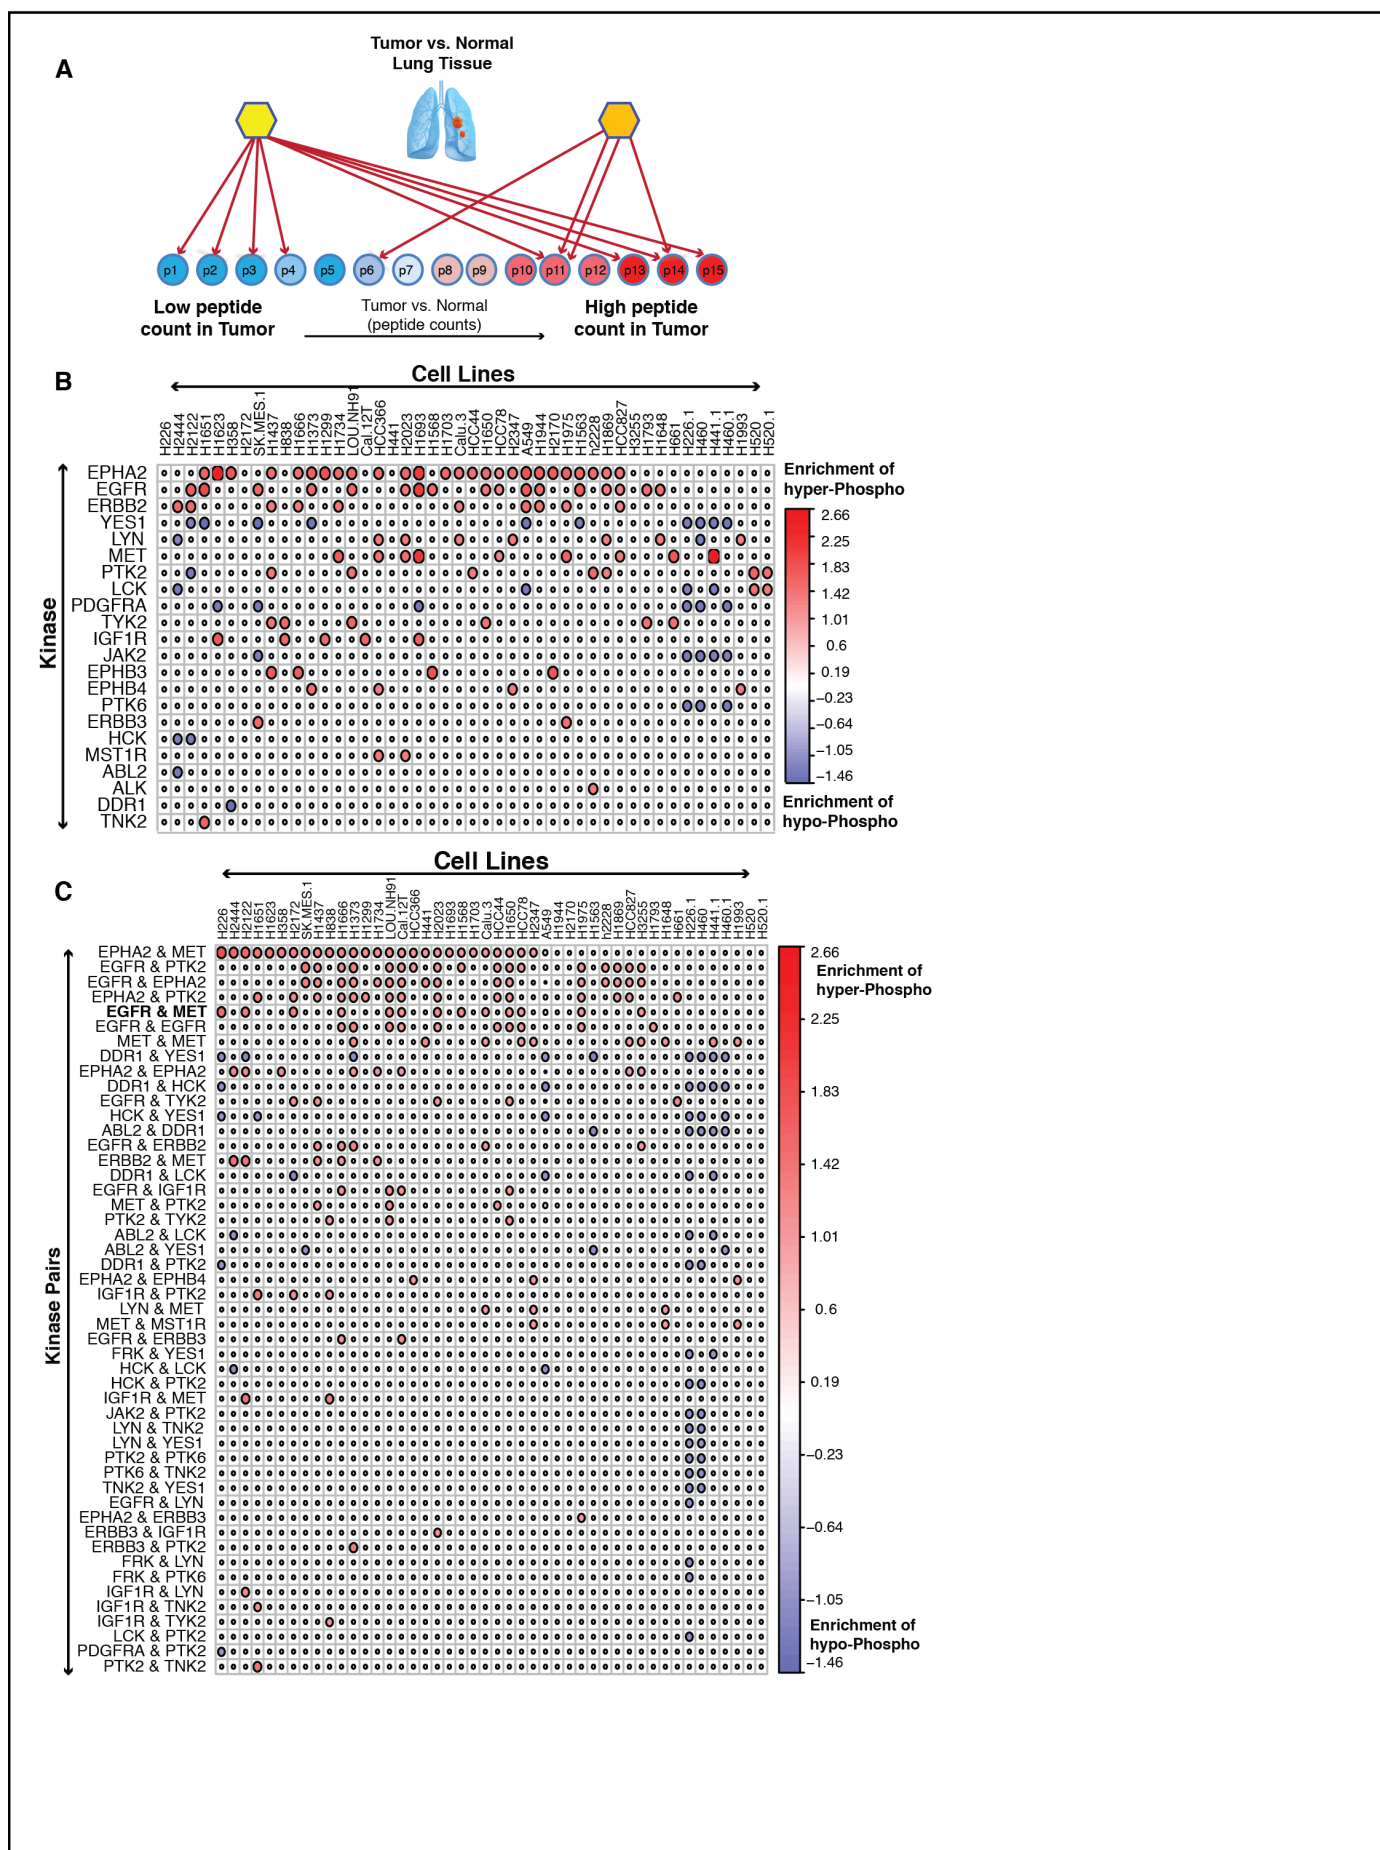 A
Tumor vs. Normal
Lung Tissue
p1 p2 p3 p4 p5 p6 p7 p8 p9 p10 p11 p12 p13 p14 p15
Low peptide
count in Tumor
Tumor vs. Normal
(peptide counts)
High peptide
count in Tumor
B
Cell Lines
H226 H2444 H2122 H1651 H1623 H358 H2172 SK.MES.1 H1437 H838 H1666 H1373 H1299 H1734 LOU.NH91 Cal.12T HCC366 H441 H2023 H1693 H1568 H1703 Calu.3 HCC44 H1650 HCC78 H2347 A549 H1944 H2170 H1975 H1563 h2228 H1869 HCC827 H3255 H1793 H1648 H661 H226.1 H460 H441.1 H460.1 H1993 H520 H520.1
Kinase
EPHA2
EGFR
ERBB2
YES1
LYN
MET
PTK2
LCK
PDGFRA
TYK2
IGF1R
JAK2
EPHB3
EPHB4
PTK6
ERBB3
HCK
MST1R
ABL2
ALK
DDR1
TNK2
Enrichment of
hyper-Phospho
2.66
2.25
1.83
1.42
1.01
0.6
0.19
−0.23
−0.64
−1.05
−1.46
Enrichment of
hypo-Phospho
C
Cell Lines
H226 H2444 H2122 H1651 H1623 H358 H2172 SK.MES.1 H1437 H838 H1666 H1373 H1299 H1734 LOU.NH91 Cal.12T HCC366 H441 H2023 H1693 H1568 H1703 Calu.3 HCC44 H1650 HCC78 H2347 A549 H1944 H2170 H1975 H1563 h2228 H1869 HCC827 H3255 H1793 H1648 H661 H226.1 H460 H441.1 H460.1 H1993 H520 H520.1
Kinase Pairs
EPHA2 & MET
EGFR & PTK2
EGFR & EPHA2
EPHA2 & PTK2
EGFR & MET
EGFR & EGFR
MET & MET
DDR1 & YES1
EPHA2 & EPHA2
DDR1 & HCK
EGFR & TYK2
HCK & YES1
ABL2 & DDR1
EGFR & ERBB2
ERBB2 & MET
DDR1 & LCK
EGFR & IGF1R
MET & PTK2
PTK2 & TYK2
ABL2 & LCK
ABL2 & YES1
DDR1 & PTK2
EPHA2 & EPHB4
IGF1R & PTK2
LYN & MET
MET & MST1R
EGFR & ERBB3
FRK & YES1
HCK & LCK
HCK & PTK2
IGF1R & MET
JAK2 & PTK2
LYN & TNK2
LYN & YES1
PTK2 & PTK6
PTK6 & TNK2
TNK2 & YES1
EGFR & LYN
EPHA2 & ERBB3
ERBB3 & IGF1R
ERBB3 & PTK2
FRK & LYN
FRK & PTK6
IGF1R & LYN
IGF1R & TNK2
IGF1R & TYK2
LCK & PTK2
PDGFRA & PTK2
PTK2 & TNK2
2.66
Enrichment of
hyper-Phospho
2.25
1.83
1.42
1.01
0.6
0.19
−0.23
−0.64
−1.05
Enrichment of
hypo-Phospho
−1.46